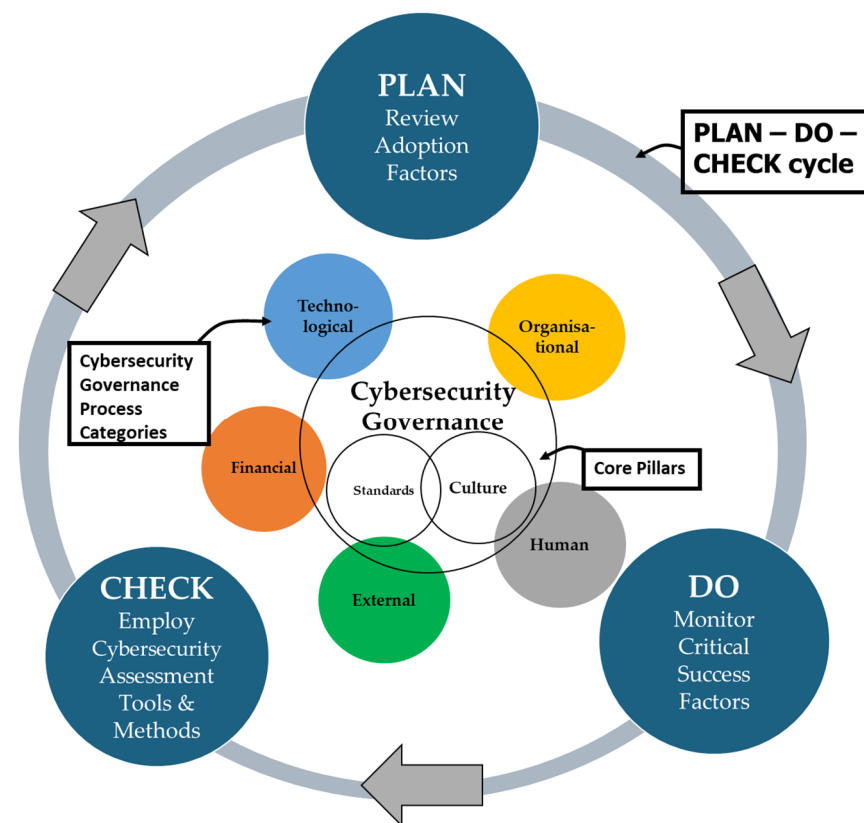 PLAN
Review
Adoption
Factors
PLAN – DO –
CHECK cycle
Techno-
logical
Organisa-
tional
Cybersecurity
Governance
Process
Categories
Cybersecurity
Governance
Financial
Standards
Culture
Core Pillars
Human
External
CHECK
Employ
Cybersecurity
Assessment
Tools &
Methods
DO
Monitor
Critical
Success
Factors